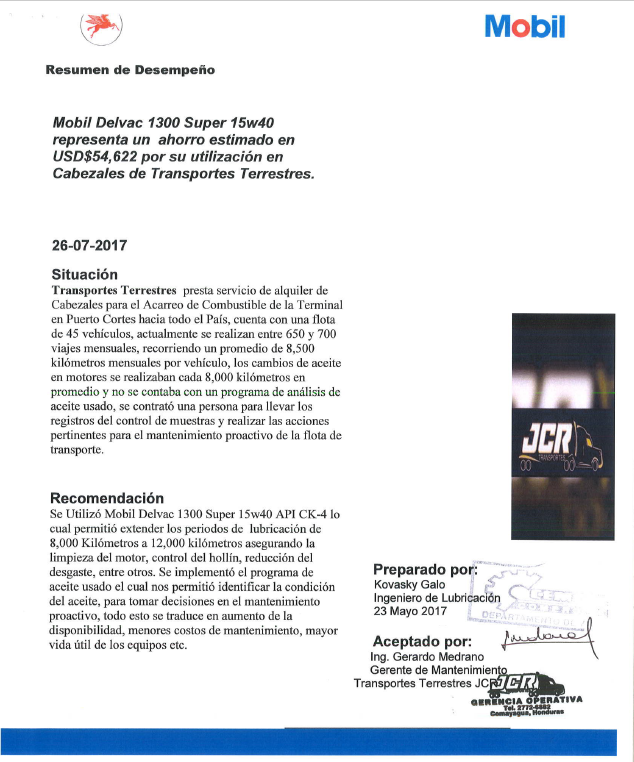 Mobil
Resumen de Desempeño
Mobil Delvac 1300 Super 15w40
representa un ahorro estimado en
USD$54,622 por su utilización en
Cabezales de Transportes Terrestres.
26-07-2017
Situación
Transportes Terrestres presta servicio de alquiler de
Cabezales para el Acarreo de Combustible de la Terminal
en Puerto Cortes hacia todo el País, cuenta con una flota
de 45 vehículos, actualmente se realizan entre 650 y 700
viajes mensuales, recorriendo un promedio de 8,500
kilómetros mensuales por vehículo, los cambios de aceite
en motores se realizaban cada 8,000 kilómetros en
promedio y no se contaba con un programa de análisis de
aceite usado, se contrató una persona para llevar los
registros del control de muestras y realizar las acciones
pertinentes para el mantenimiento proactivo de la flota de
transporte.
JCR
TRANSPORTES
Recomendación
Se Utilizó Mobil Delvac 1300 Super 15w40 API CK-4 lo
cual permitió extender los periodos de lubricación de
8,000 Kilómetros a 12,000 kilómetros asegurando la
limpieza del motor, control del hollín, reducción del
desgaste, entre otros. Se implementó el programa de
aceite usado el cual nos permitió identificar la condición
del aceite, para tomar decisiones en el mantenimiento
proactivo, todo esto se traduce en aumento de la
disponibilidad, menores costos de mantenimiento, mayor
vida útil de los equipos etc.
Preparado por:
Kovasky Galo
Ingeniero de Lubricación
23 Mayo 2017
DEPARTAMENTO DE
Aceptado por:
Ing. Gerardo Medrano
Gerente de Mantenimiento
Transportes Terrestres JCR
JCR
GERENCIA OPERATIVA
Tel. 2772-6882
Comayagua, Honduras